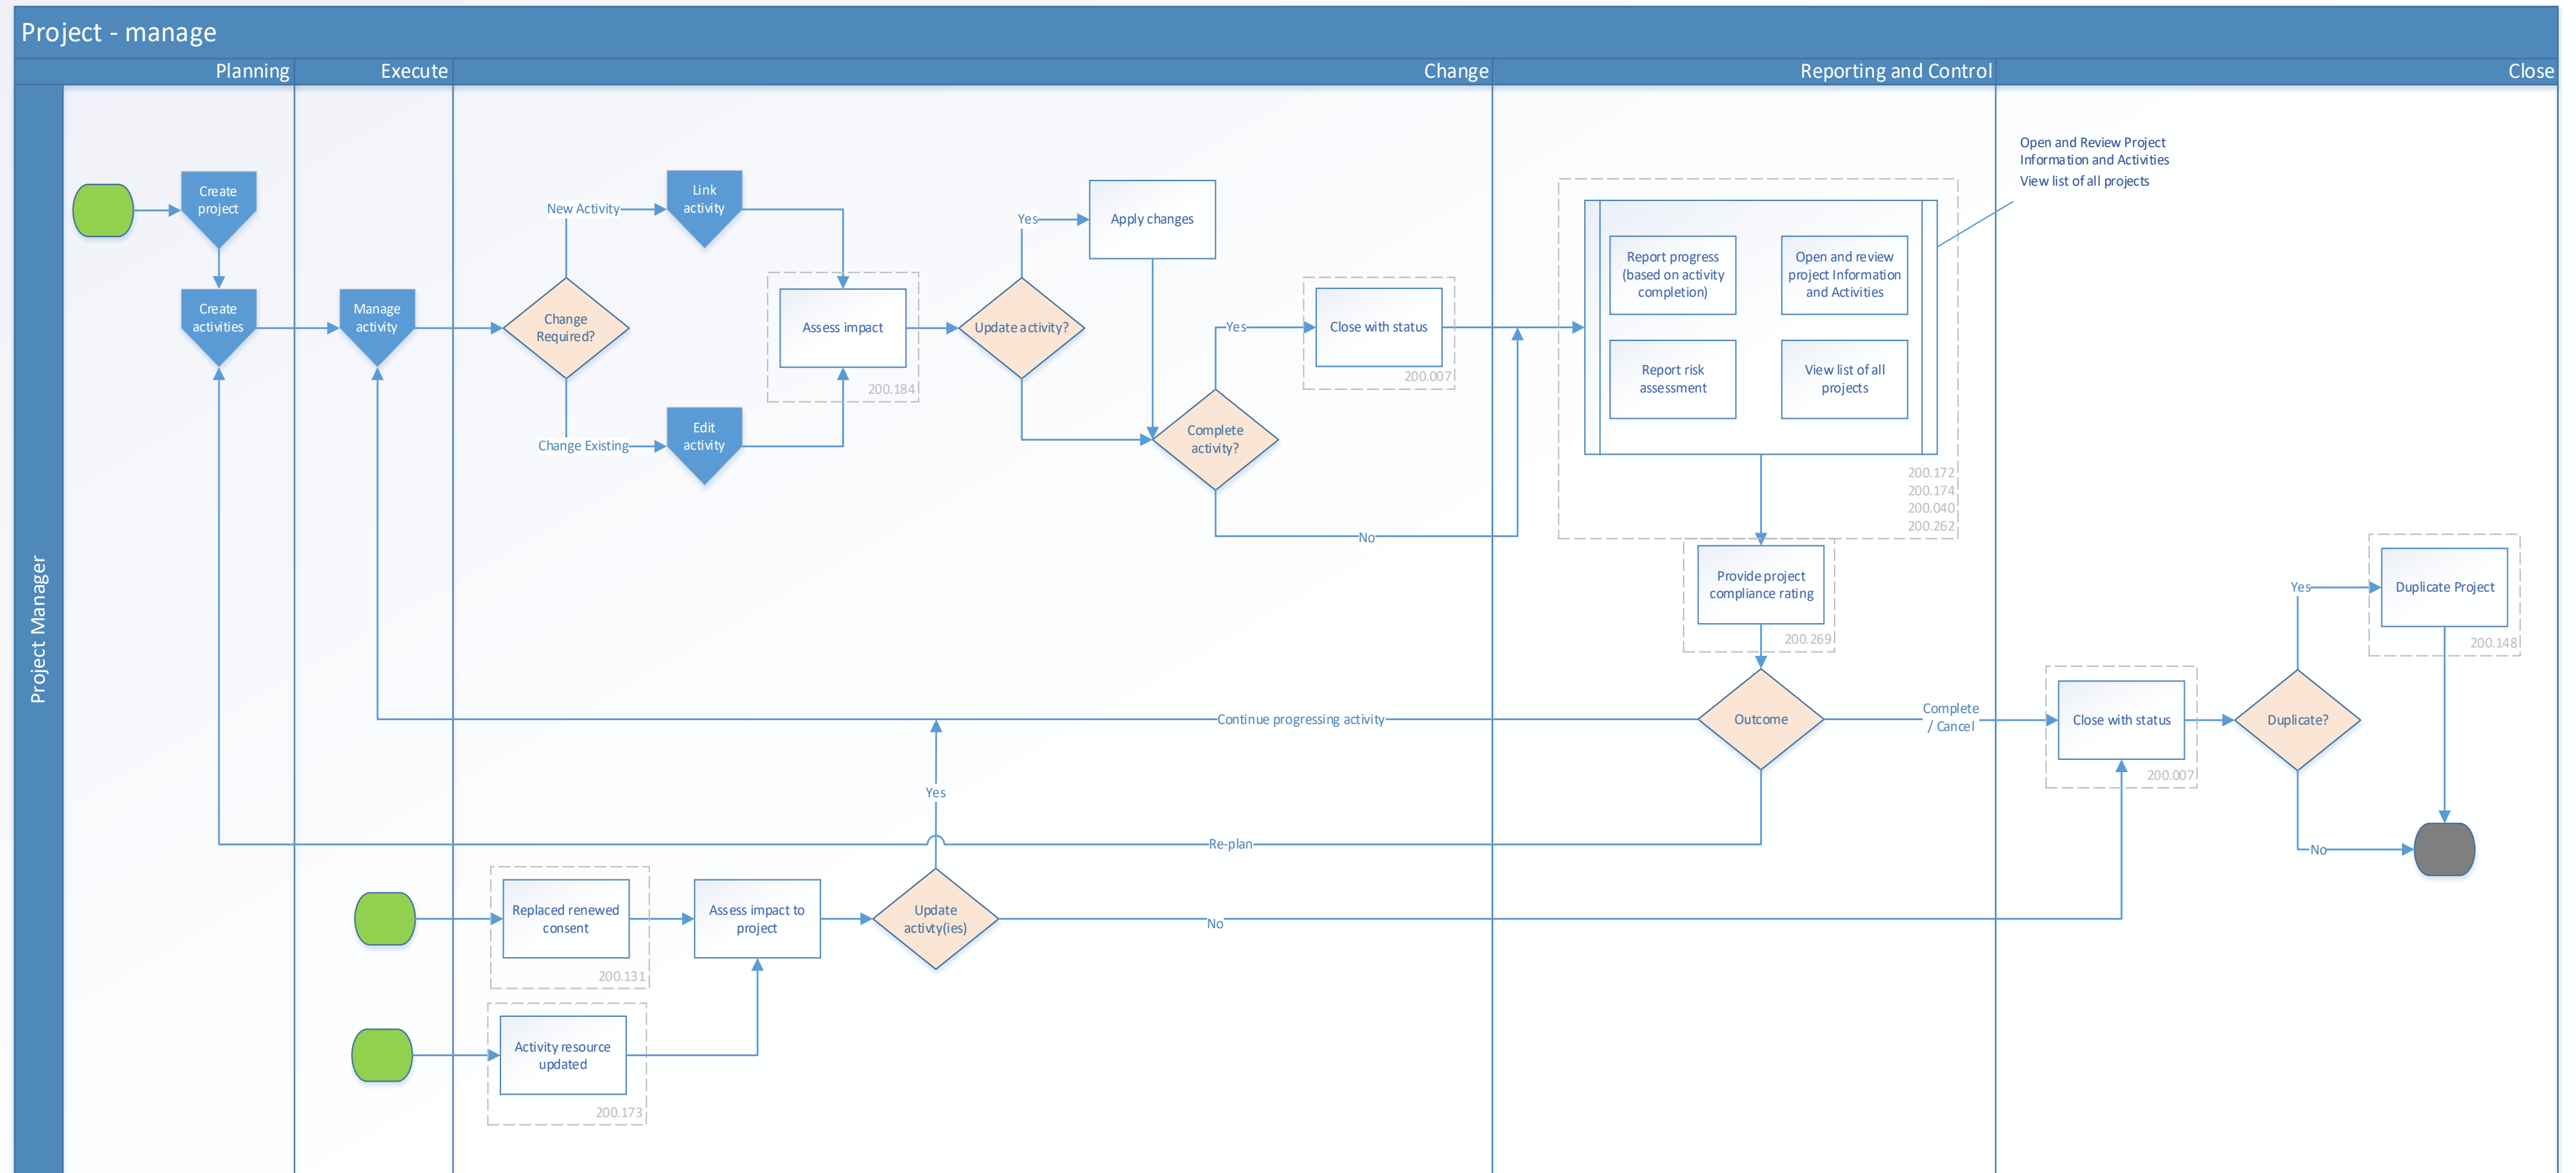 Project - manage
Planning
Execute
Change
Reporting and Control
Close
Project Manager
Create
project
Create
activities
Manage
activity
Change
Required?
New Activity
Change Existing
Link
activity
Edit
activity
Assess impact
200.184
Update activity?
Yes
Apply changes
Complete
activity?
Yes
No
Close with status
200.007
Report progress
(based on activity
completion)
Open and review
project Information
and Activities
Report risk
assessment
View list of all
projects
200.172
200.174
200.040
200.262
Open and Review Project
Information and Activities
View list of all projects
Provide project
compliance rating
200.269
Outcome
Continue progressing activity
Re-plan
Complete
/ Cancel
Close with status
200.007
Duplicate?
Yes
No
Duplicate Project
200.148
Replaced renewed
consent
200.131
Assess impact to
project
Update
activty(ies)
Yes
No
Activity resource
updated
200.173